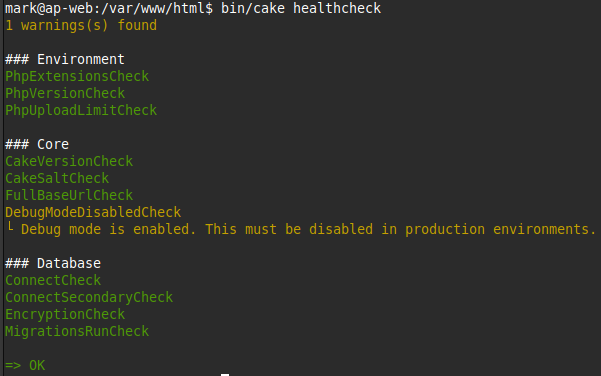 mark@ap-web:/var/www/html$ bin/cake healthcheck
1 warnings(s) found
### Environment
PhpExtensionsCheck
PhpVersionCheck
PhpUploadLimitCheck
### Core
CakeVersionCheck
CakeSaltCheck
FullBaseUrlCheck
DebugModeDisabledCheck
└ Debug mode is enabled. This must be disabled in production environments.
### Database
ConnectCheck
ConnectSecondaryCheck
EncryptionCheck
MigrationsRunCheck
=> OK